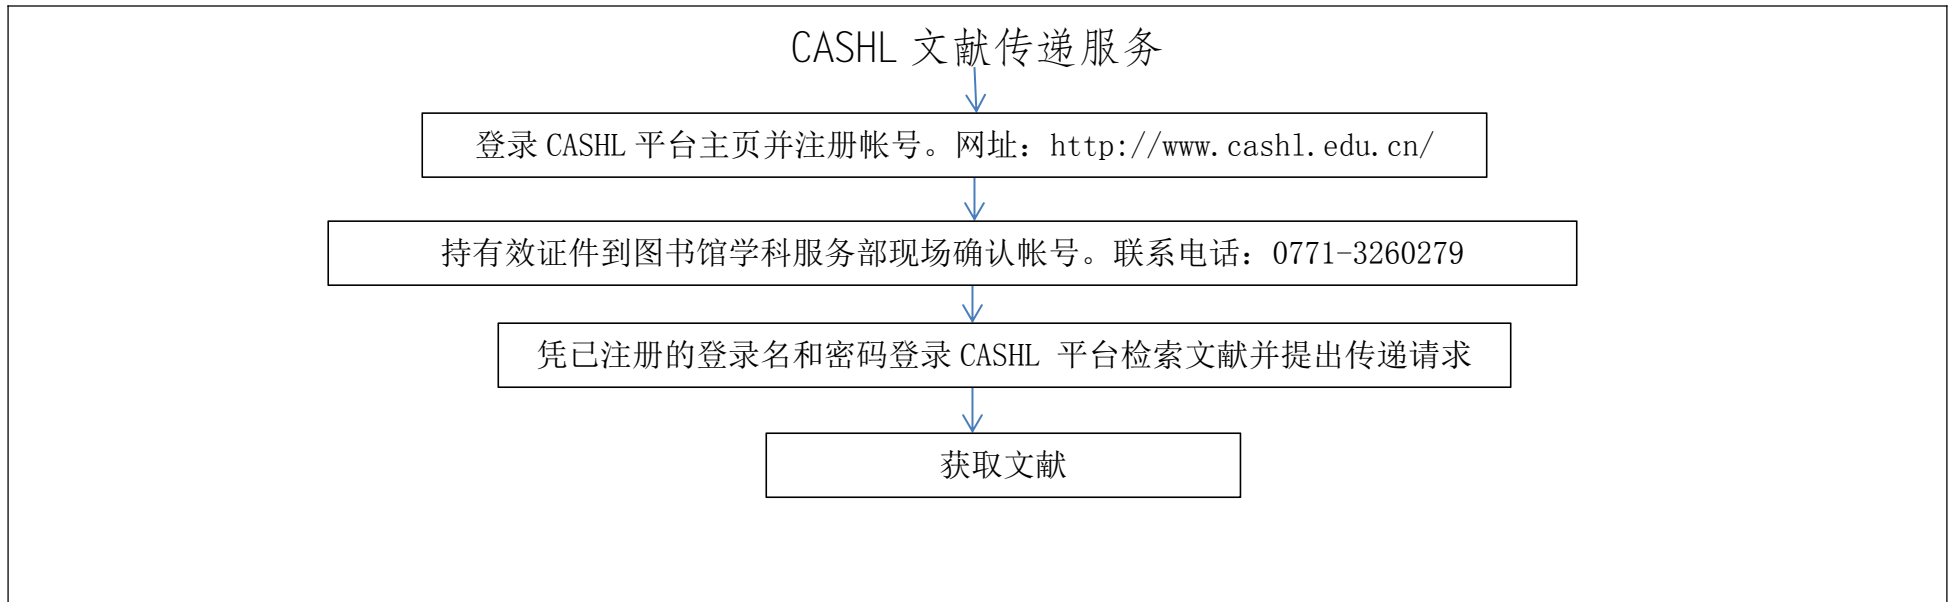 CASHL 文献传递服务
登录 CASHL 平台主页并注册帐号。网址：http://www.cashl.edu.cn/
持有效证件到图书馆学科服务部现场确认帐号。联系电话：0771-3260279
凭已注册的登录名和密码登录 CASHL 平台检索文献并提出传递请求
获取文献